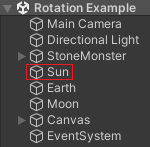 Rotation Example
Main Camera
Directional Light
StoneMonster
Sun
Earth
Moon
Canvas
EventSystem